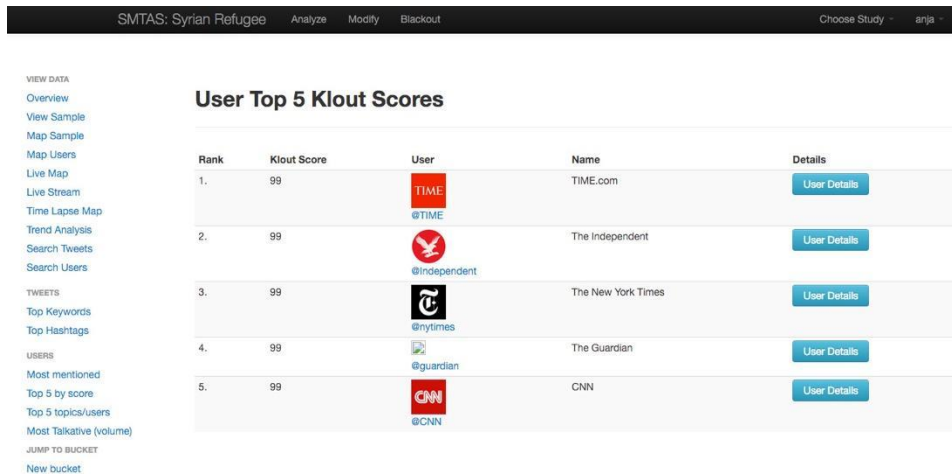 SMTAS: Syrian Refugee Analyze Modify Blackout Choose Study anja
VIEW DATA
Overview
View Sample
Map Sample
Map Users
Live Map
Live Stream
Time Lapse Map
Trend Analysis
Search Tweets
Search Users
TWEETS
Top Keywords
Top Hashtags
USERS
Most mentioned
Top 5 by score
Top 5 topics/users
Most Talkative (volume)
JUMP TO BUCKET
New bucket
User Top 5 Klout Scores
Rank Klout Score User Name Details
1. 99 TIME TIME.com User Details
@TIME
2. 99 The Independent User Details
@Independent
3. 99 T The New York Times User Details
@nytimes
4. 99 The Guardian User Details
@guardian
5. 99 CNN CNN User Details
@CNN